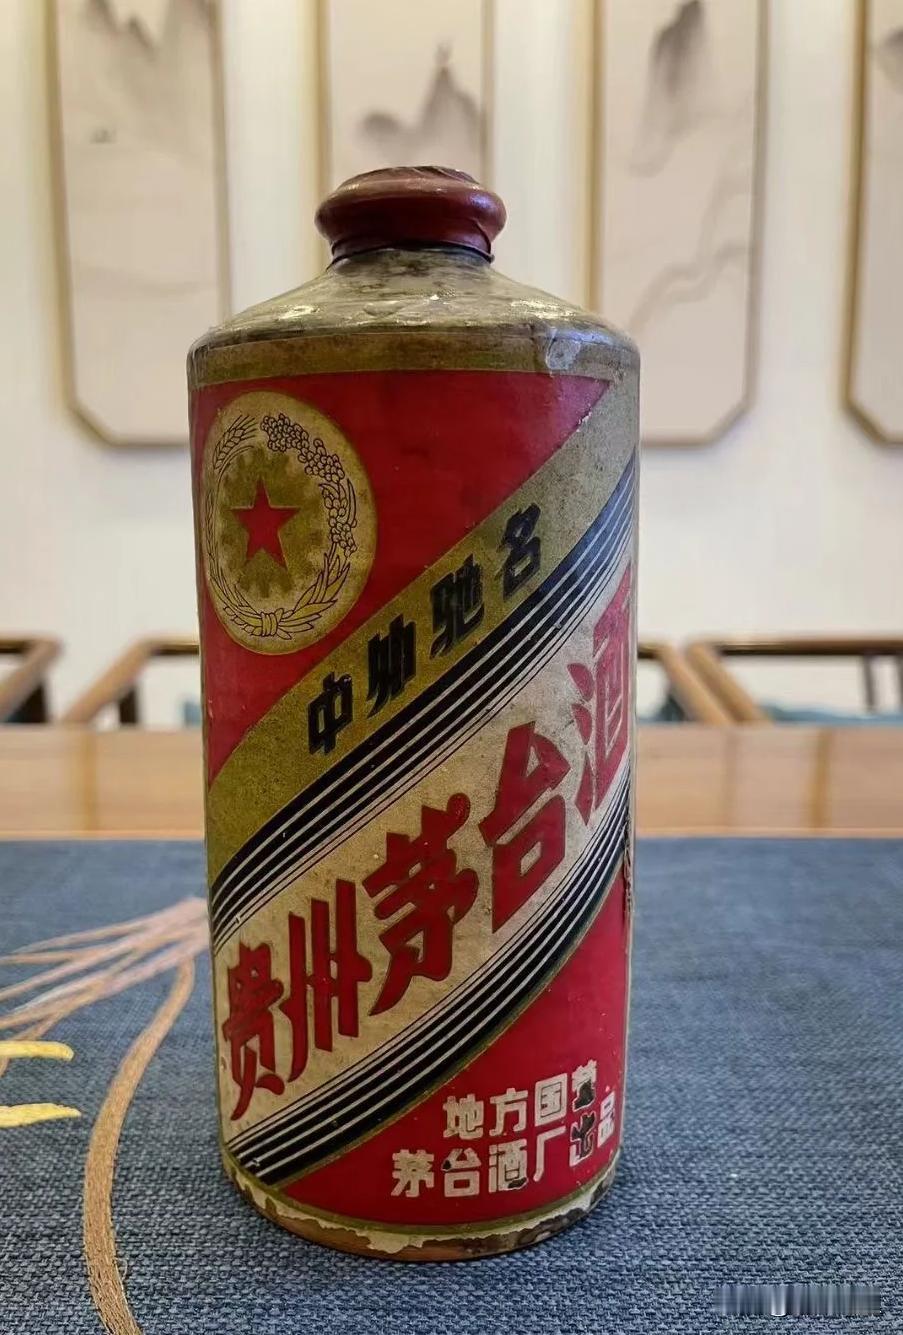 中外驰名
贵州茅台酒
地方国营
茅台酒厂出品